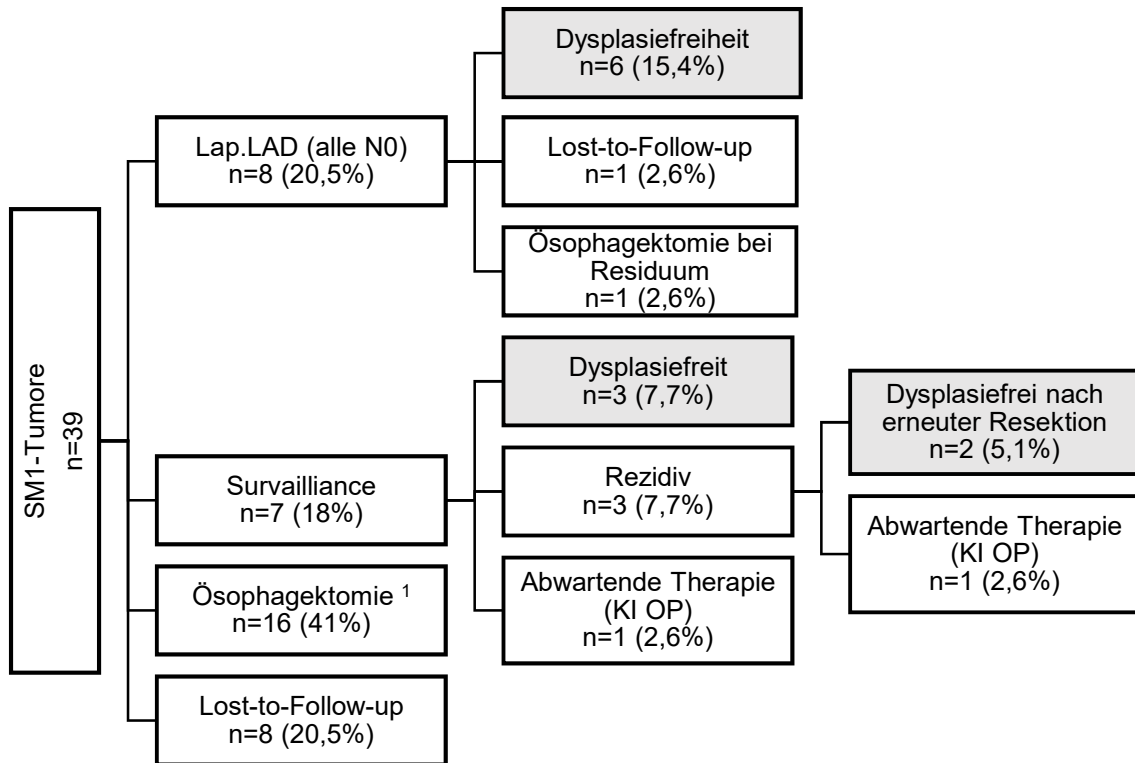 SM1-Tumore
n=39
Lap.LAD (alle N0)
n=8 (20,5%)
Dysplasiefreiheit
n=6 (15,4%)
Lost-to-Follow-up
n=1 (2,6%)
Ösophagektomie bei
Residuum
n=1 (2,6%)
Survailliance
n=7 (18%)
Dysplasiefreit
n=3 (7,7%)
Rezidiv
n=3 (7,7%)
Dysplasiefrei nach
erneuter Resektion
n=2 (5,1%)
Abwartende Therapie
(KI OP)
n=1 (2,6%)
Abwartende Therapie
(KI OP)
n=1 (2,6%)
Ösophagektomie ¹
n=16 (41%)
Lost-to-Follow-up
n=8 (20,5%)